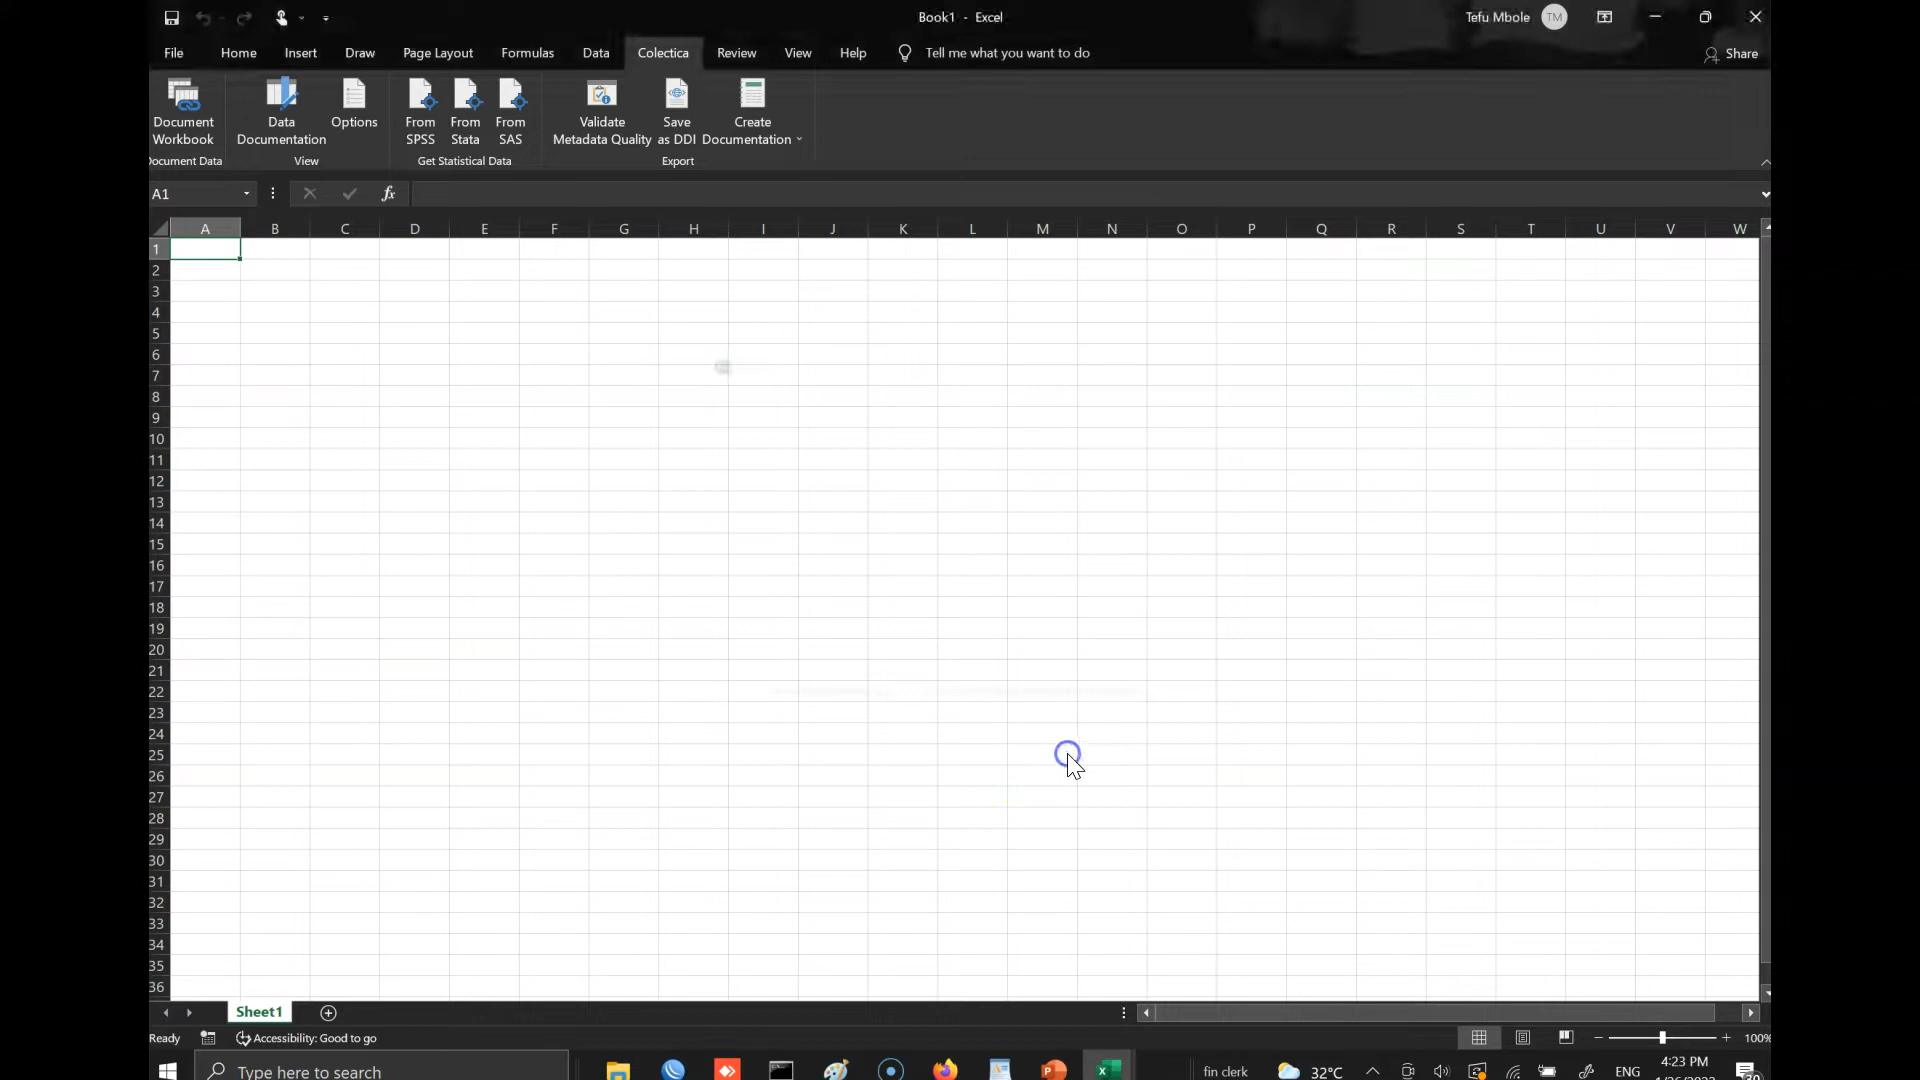 Book1 - Excel
Tefu Mbole
TM
File
Home
Insert
Draw
Page Layout
Formulas
Data
Colectica
Review
View
Help
Tell me what you want to do
Share
Document
Workbook
Data
Documentation
Options
From
SPSS
From
Stata
From
SAS
Validate
Metadata Quality
Save
as DDI
Create
Documentation
ocument Data
View
Get Statistical Data
Export
A1
fx
A B C D E F G H I J K L M N O P Q R S T U V W
1
2
3
4
5
6
7
8
9
10
11
12
13
14
15
16
17
18
19
20
21
22
23
24
25
26
27
28
29
30
31
32
33
34
35
36
Sheet1
Ready
Accessibility: Good to go
100%
Type here to search
fin clerk
32°C
ENG
4:23 PM